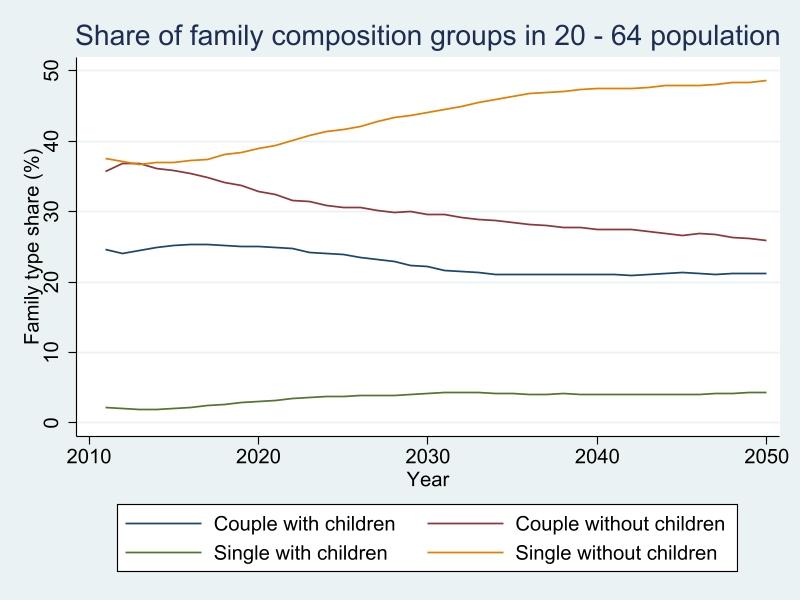 Share of family composition groups in 20 - 64 population
Family type share (%)
50
40
30
20
10
0
2010 2020 2030 2040 2050
Year
Couple with children Couple without children
Single with children Single without children